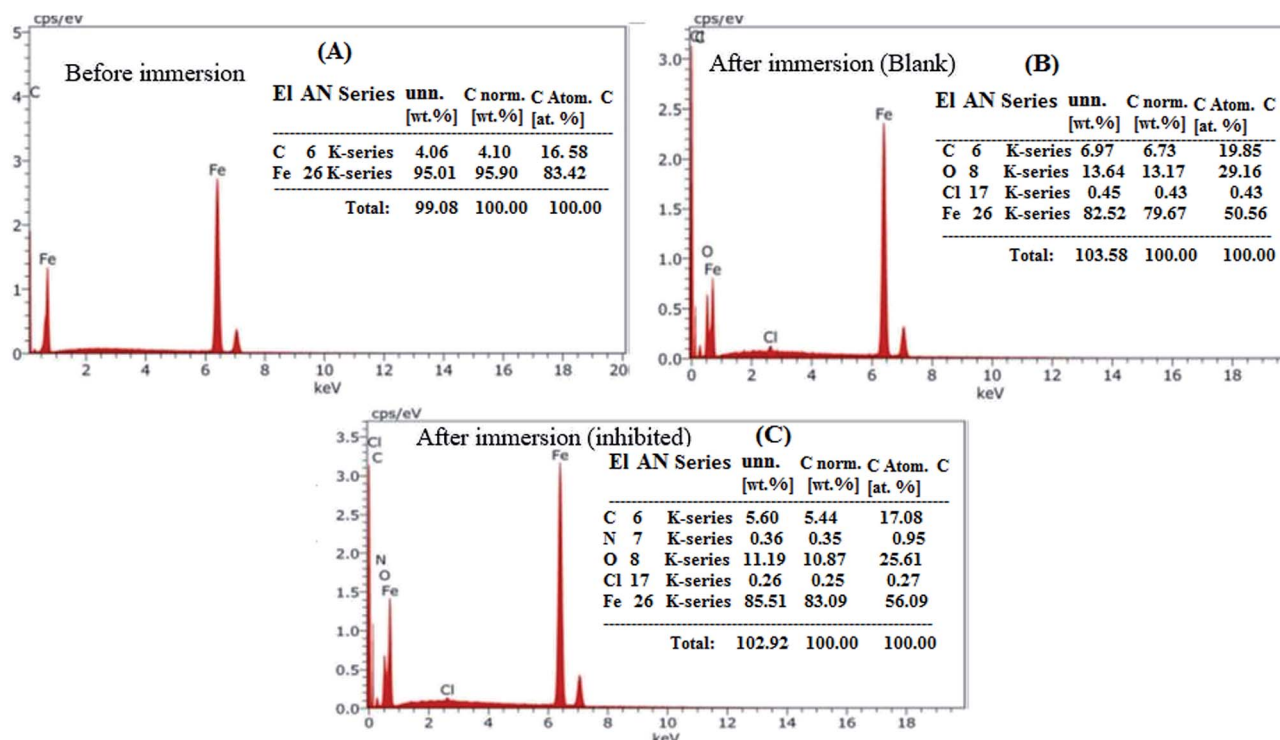 cps/eV
(A)
Before immersion
El AN Series unn. C norm. C Atom. C
[wt.%] [wt.%] [at. %]
C 6 K-series 4.06 4.10 16.58
Fe 26 K-series 95.01 95.90 83.42
Total: 99.08 100.00 100.00
5
4
3
2
1
0
C
Fe
Fe
2 4 6 8 10 12 14 16 18 20
keV
cps/eV
After immersion (Blank) (B)
El AN Series unn. C norm. C Atom. C
[wt.%] [wt.%] [at. %]
C 6 K-series 6.97 6.73 19.85
O 8 K-series 13.64 13.17 29.16
Cl 17 K-series 0.45 0.43 0.43
Fe 26 K-series 82.52 79.67 50.56
Total: 103.58 100.00 100.00
3.0
2.5
2.0
1.5
1.0
0.5
0.0
Fe
O
Fe
Cl
0 2 4 6 8 10 12 14 16 18
keV
cps/eV
After immersion (inhibited) (C)
El AN Series unn. C norm. C Atom. C
[wt.%] [wt.%] [at. %]
C 6 K-series 5.60 5.44 17.08
N 7 K-series 0.36 0.35 0.95
O 8 K-series 11.19 10.87 25.61
Cl 17 K-series 0.26 0.25 0.27
Fe 26 K-series 85.51 83.09 56.09
Total: 102.92 100.00 100.00
3.5
3.0
2.5
2.0
1.5
1.0
0.5
0.0
Cl
C
Fe
N
O
Fe
Cl
0 2 4 6 8 10 12 14 16 18
keV